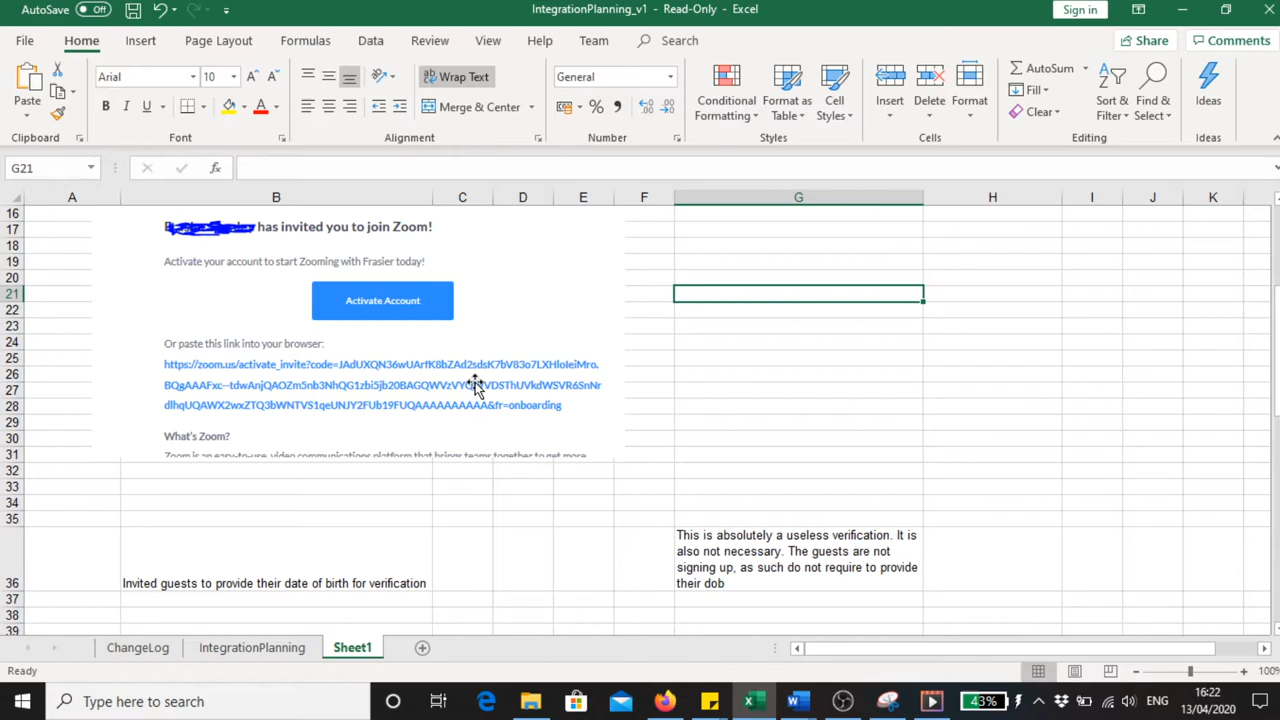 AutoSave Off IntegrationPlanning_v1 - Read-Only - Excel Sign in
File Home Insert Page Layout Formulas Data Review View Help Team Search Share Comments
Paste Arial 10 Wrap Text General Conditional Formatting Format as Table Cell Styles Insert Delete Format AutoSum Sort & Filter Find & Select Ideas
B I U Merge & Center % Fill
Clear
Clipboard Font Alignment Number Styles Cells Editing Ideas
G21 fx
A B C D E F G H I J K
16
17 has invited you to join Zoom!
18
19 Activate your account to start Zooming with Frasier today!
20
21 Activate Account
22
23
24 Or paste this link into your browser:
25 https://zoom.us/activate_invite?code=JAdUXQN36wUArfK8bZAd2sdsK7bV83o7LXHloIeiMro.
26
27
28 dlhqUQAWX2wxZTQ3bWNTVS1qeUNJY2FUb19FUQAAAAAAAAAA&fr=onboarding
29
30 What's Zoom?
31 Zoom is an easy-to-use, video communications platform that brings teams together to get more
32
33
34
35
This is absolutely a useless verification. It is
also not necessary. The guests are not
signing up, as such do not require to provide
36 Invited guests to provide their date of birth for verification their dob
37
38
39
ChangeLog IntegrationPlanning Sheet1
Ready 100%
Type here to search 43% ENG 16:22
13/04/2020